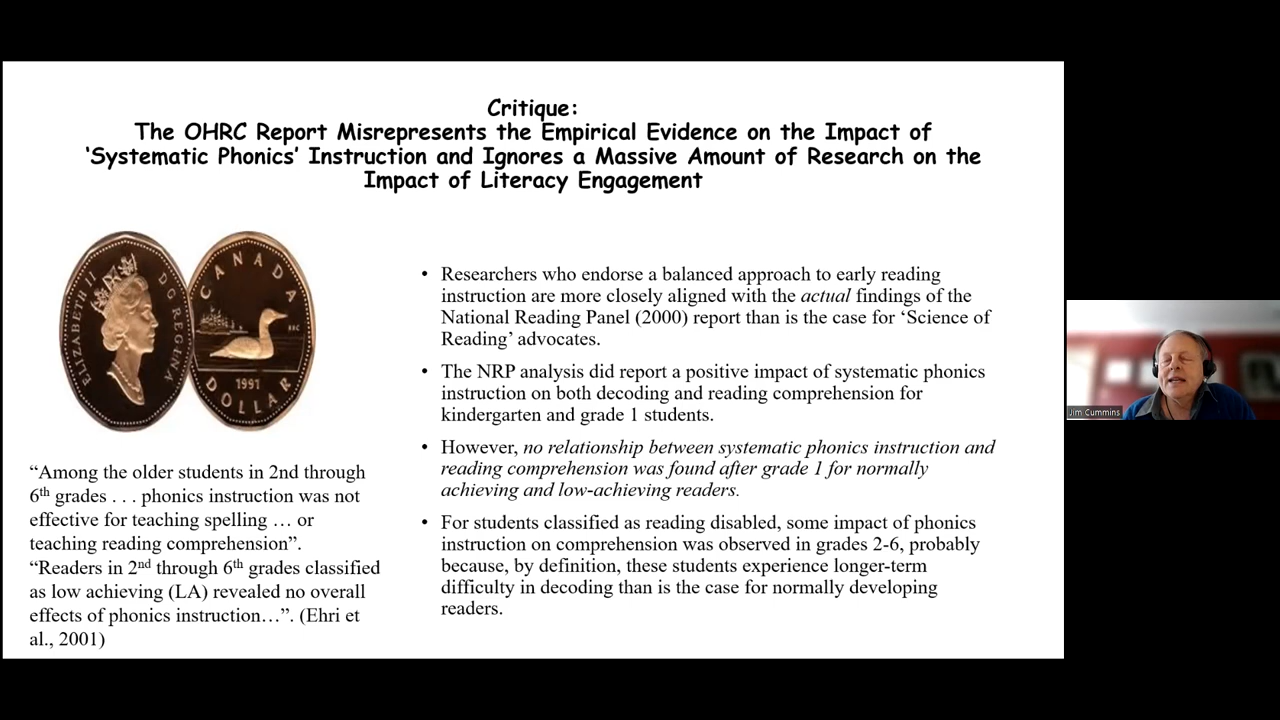 Critique:
The OHRC Report Misrepresents the Empirical Evidence on the Impact of
‘Systematic Phonics’ Instruction and Ignores a Massive Amount of Research on the
Impact of Literacy Engagement
ELIZABETH II
D·G·REGINA
CANADA
1991
DOLLAR
“Among the older students in 2nd through
6th grades . . . phonics instruction was not
effective for teaching spelling … or
teaching reading comprehension”.
“Readers in 2nd through 6th grades classified
as low achieving (LA) revealed no overall
effects of phonics instruction…”. (Ehri et
al., 2001)
• Researchers who endorse a balanced approach to early reading
instruction are more closely aligned with the actual findings of the
National Reading Panel (2000) report than is the case for ‘Science of
Reading’ advocates.
• The NRP analysis did report a positive impact of systematic phonics
instruction on both decoding and reading comprehension for
kindergarten and grade 1 students.
• However, no relationship between systematic phonics instruction and
reading comprehension was found after grade 1 for normally
achieving and low-achieving readers.
• For students classified as reading disabled, some impact of phonics
instruction on comprehension was observed in grades 2-6, probably
because, by definition, these students experience longer-term
difficulty in decoding than is the case for normally developing
readers.
Jim Cummins